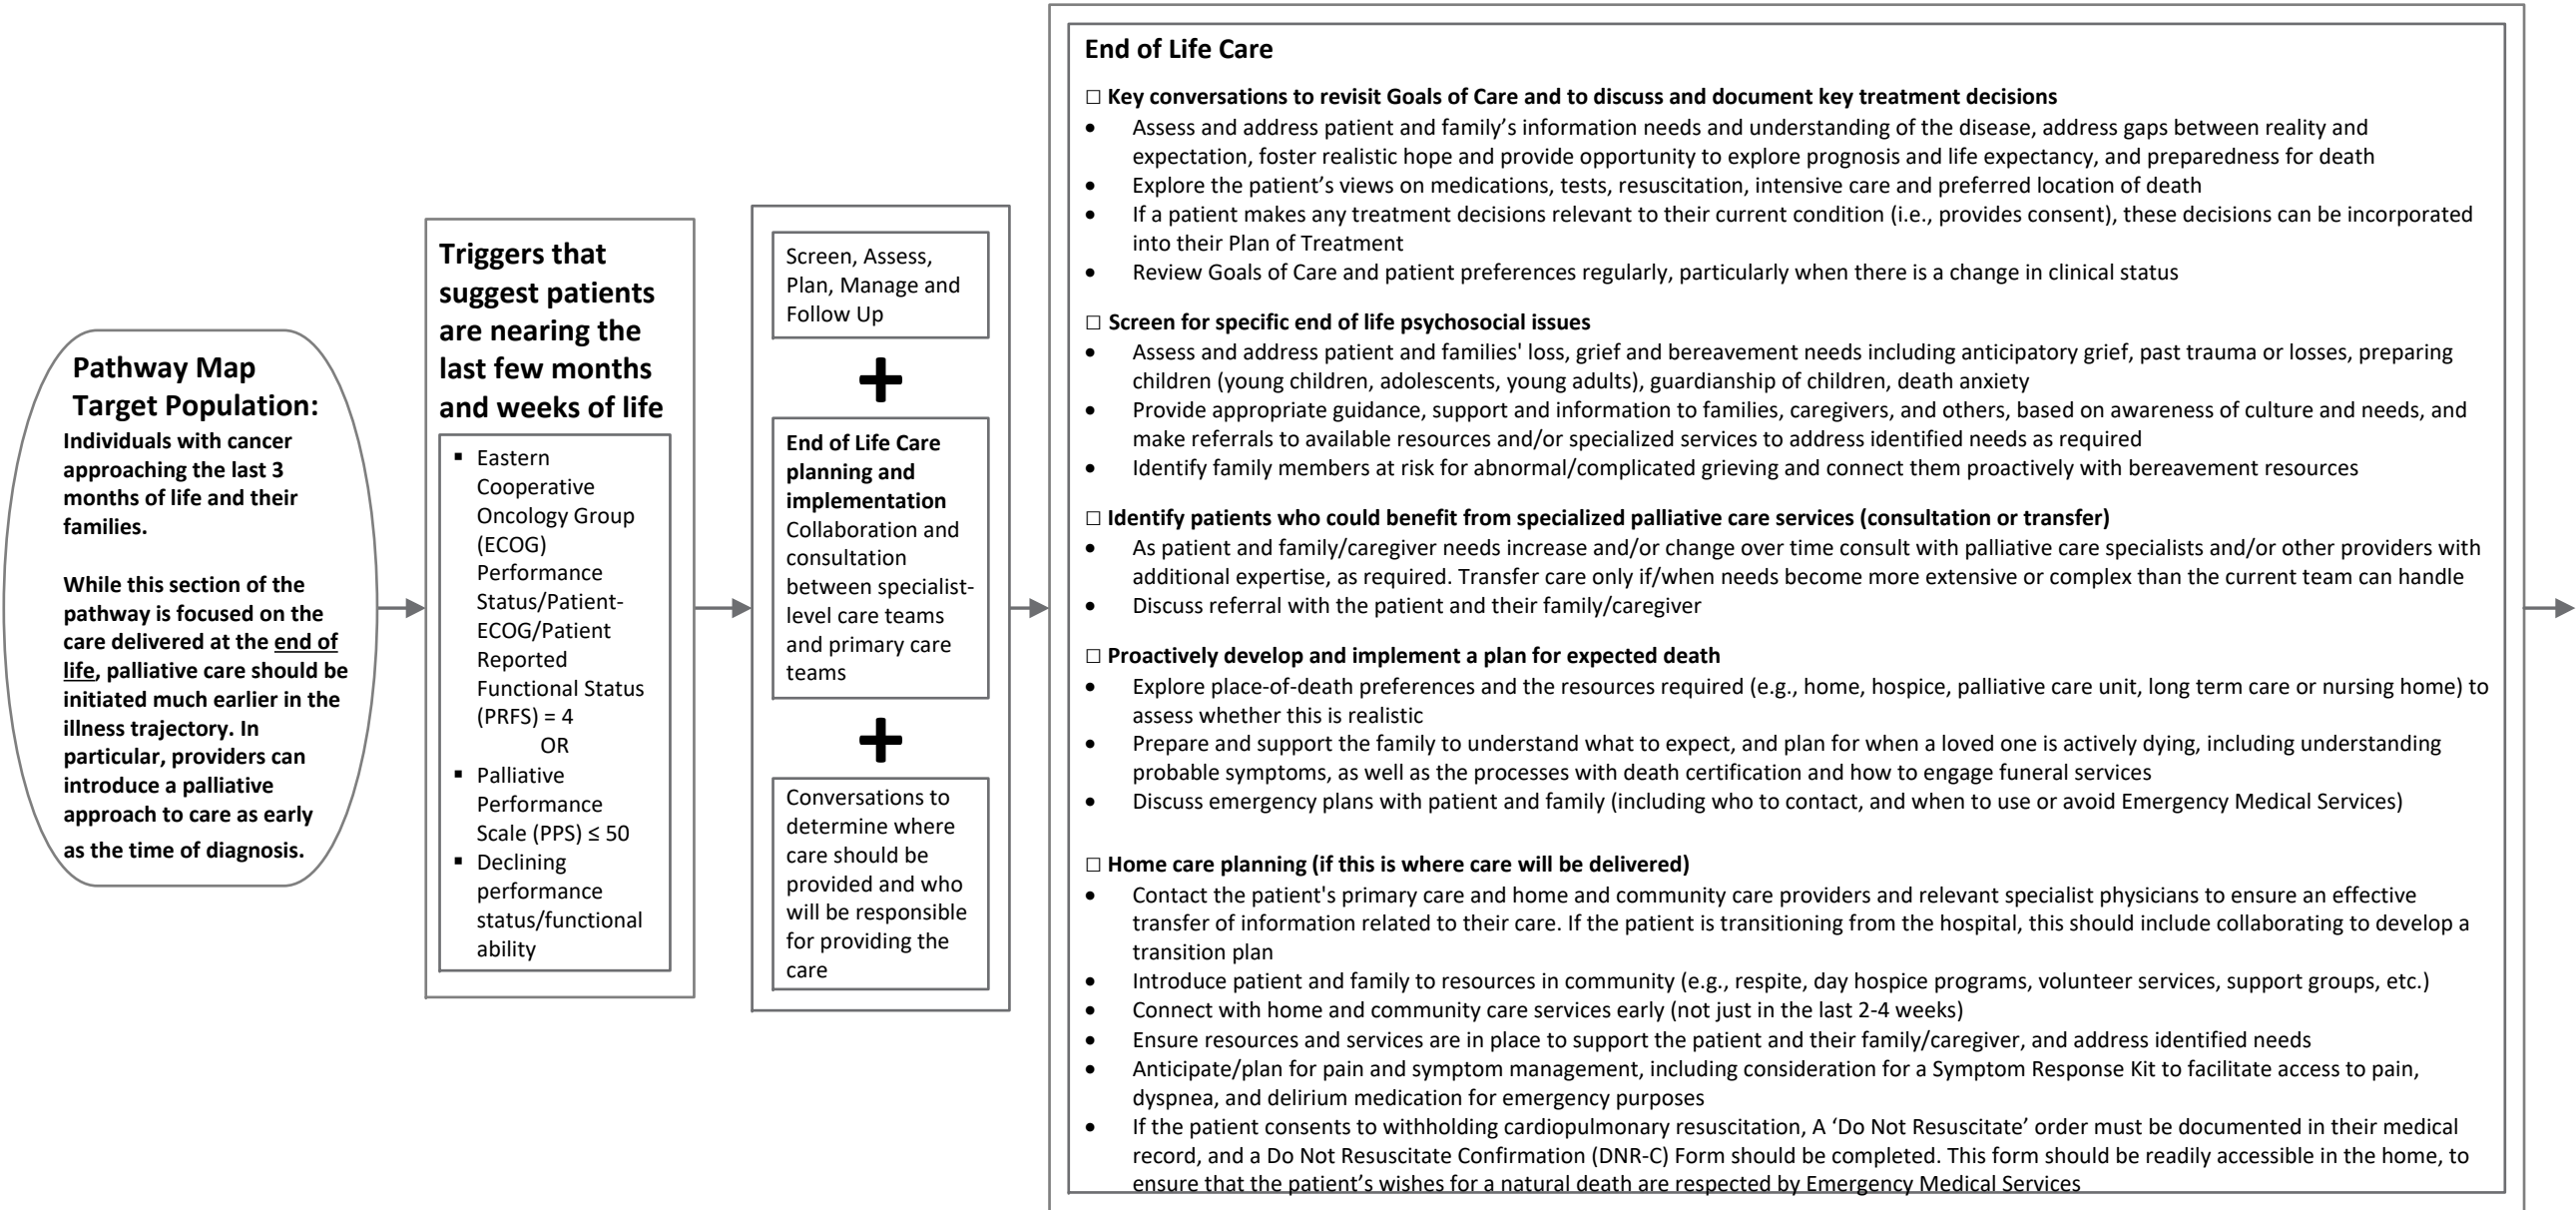 Pathway Map
Target Population:
Individuals with cancer
approaching the last 3
months of life and their
families.
While this section of the
pathway is focused on the
care delivered at the end of
life, palliative care should be
initiated much earlier in the
illness trajectory. In
particular, providers can
introduce a palliative
approach to care as early
as the time of diagnosis.
Triggers that
suggest patients
are nearing the
last few months
and weeks of life
▪ Eastern
Cooperative
Oncology Group
(ECOG)
Performance
Status/Patient-
ECOG/Patient
Reported
Functional Status
(PRFS) = 4
OR
▪ Palliative
Performance
Scale (PPS) ≤ 50
▪ Declining
performance
status/functional
ability
Screen, Assess,
Plan, Manage and
Follow Up
+
End of Life Care
planning and
implementation
Collaboration and
consultation
between specialist-
level care teams
and primary care
teams
+
Conversations to
determine where
care should be
provided and who
will be responsible
for providing the
care
End of Life Care
□ Key conversations to revisit Goals of Care and to discuss and document key treatment decisions
• Assess and address patient and family’s information needs and understanding of the disease, address gaps between reality and
expectation, foster realistic hope and provide opportunity to explore prognosis and life expectancy, and preparedness for death
• Explore the patient’s views on medications, tests, resuscitation, intensive care and preferred location of death
• If a patient makes any treatment decisions relevant to their current condition (i.e., provides consent), these decisions can be incorporated
into their Plan of Treatment
• Review Goals of Care and patient preferences regularly, particularly when there is a change in clinical status
□ Screen for specific end of life psychosocial issues
• Assess and address patient and families' loss, grief and bereavement needs including anticipatory grief, past trauma or losses, preparing
children (young children, adolescents, young adults), guardianship of children, death anxiety
• Provide appropriate guidance, support and information to families, caregivers, and others, based on awareness of culture and needs, and
make referrals to available resources and/or specialized services to address identified needs as required
• Identify family members at risk for abnormal/complicated grieving and connect them proactively with bereavement resources
□ Identify patients who could benefit from specialized palliative care services (consultation or transfer)
• As patient and family/caregiver needs increase and/or change over time consult with palliative care specialists and/or other providers with
additional expertise, as required. Transfer care only if/when needs become more extensive or complex than the current team can handle
• Discuss referral with the patient and their family/caregiver
□ Proactively develop and implement a plan for expected death
• Explore place-of-death preferences and the resources required (e.g., home, hospice, palliative care unit, long term care or nursing home) to
assess whether this is realistic
• Prepare and support the family to understand what to expect, and plan for when a loved one is actively dying, including understanding
probable symptoms, as well as the processes with death certification and how to engage funeral services
• Discuss emergency plans with patient and family (including who to contact, and when to use or avoid Emergency Medical Services)
□ Home care planning (if this is where care will be delivered)
• Contact the patient's primary care and home and community care providers and relevant specialist physicians to ensure an effective
transfer of information related to their care. If the patient is transitioning from the hospital, this should include collaborating to develop a
transition plan
• Introduce patient and family to resources in community (e.g., respite, day hospice programs, volunteer services, support groups, etc.)
• Connect with home and community care services early (not just in the last 2-4 weeks)
• Ensure resources and services are in place to support the patient and their family/caregiver, and address identified needs
• Anticipate/plan for pain and symptom management, including consideration for a Symptom Response Kit to facilitate access to pain,
dyspnea, and delirium medication for emergency purposes
• If the patient consents to withholding cardiopulmonary resuscitation, A ‘Do Not Resuscitate’ order must be documented in their medical
record, and a Do Not Resuscitate Confirmation (DNR-C) Form should be completed. This form should be readily accessible in the home, to
ensure that the patient’s wishes for a natural death are respected by Emergency Medical Services